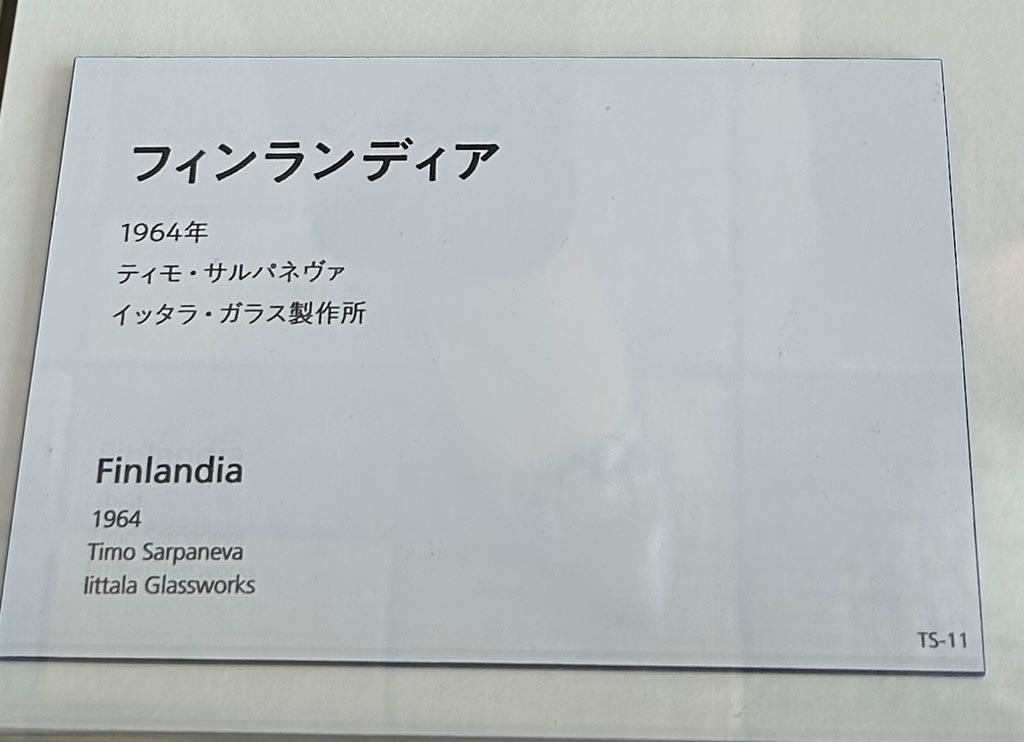 フィンランディア
1964年
ティモ・サルパネヴァ
イッタラ・ガラス製作所
Finlandia
1964
Timo Sarpaneva
Iittala Glassworks
TS-11